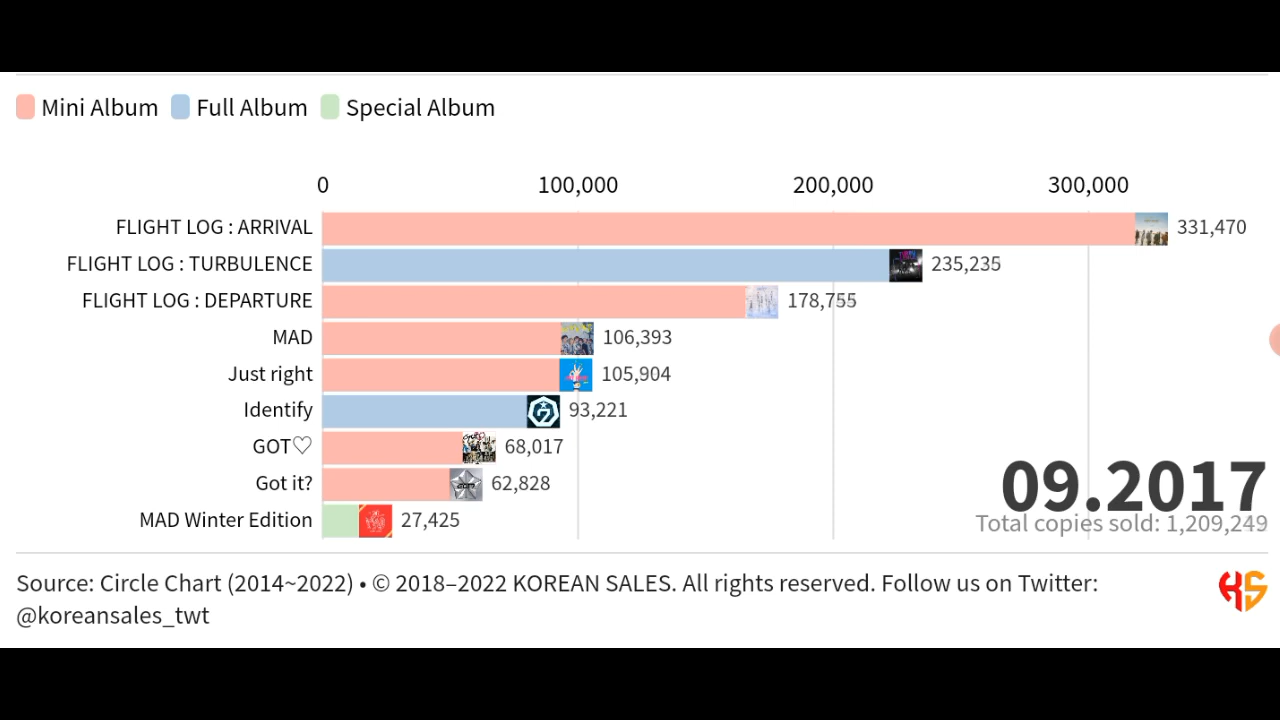 Mini Album Full Album Special Album
0 100,000 200,000 300,000
FLIGHT LOG : ARRIVAL 331,470
FLIGHT LOG : TURBULENCE 235,235
FLIGHT LOG : DEPARTURE 178,755
MAD 106,393
Just right 105,904
Identify 93,221
GOT♡ 68,017
Got it? 62,828
MAD Winter Edition 27,425
09.2017
Total copies sold: 1,209,249
Source: Circle Chart (2014~2022) • © 2018–2022 KOREAN SALES. All rights reserved. Follow us on Twitter:
@koreansales_twt
KS